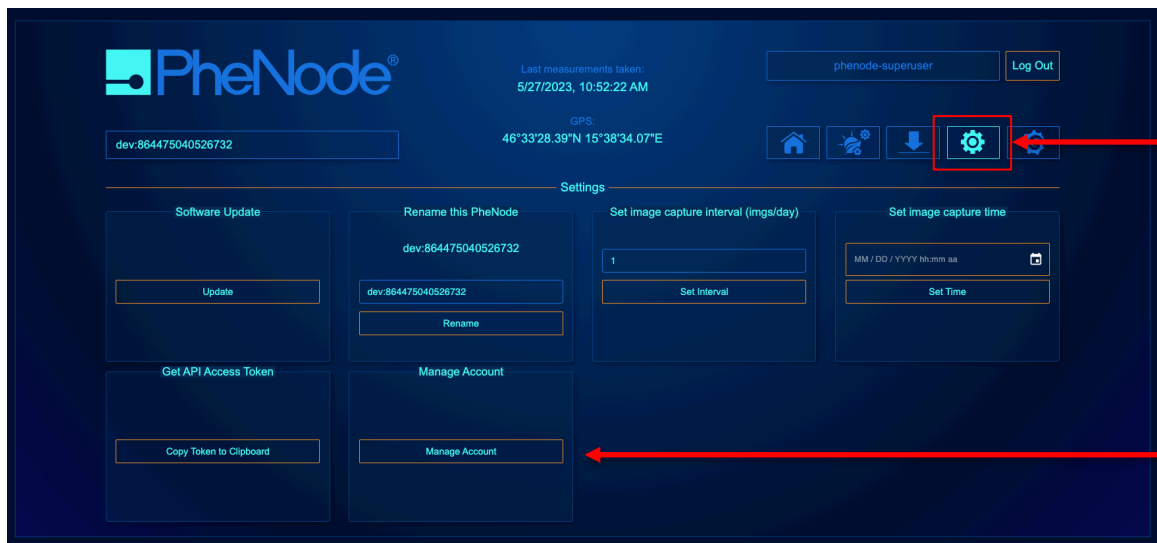 PheNode®
Last measurements taken:
5/27/2023, 10:52:22 AM
phenode-superuser
Log Out
dev:864475040526732
GPS:
46°33'28.39"N 15°38'34.07"E
Settings
Software Update
Update
Rename this PheNode
dev:864475040526732
dev:864475040526732
Rename
Set image capture interval (imgs/day)
1
Set Interval
Set image capture time
MM / DD / YYYY hh:mm aa
Set Time
Get API Access Token
Copy Token to Clipboard
Manage Account
Manage Account